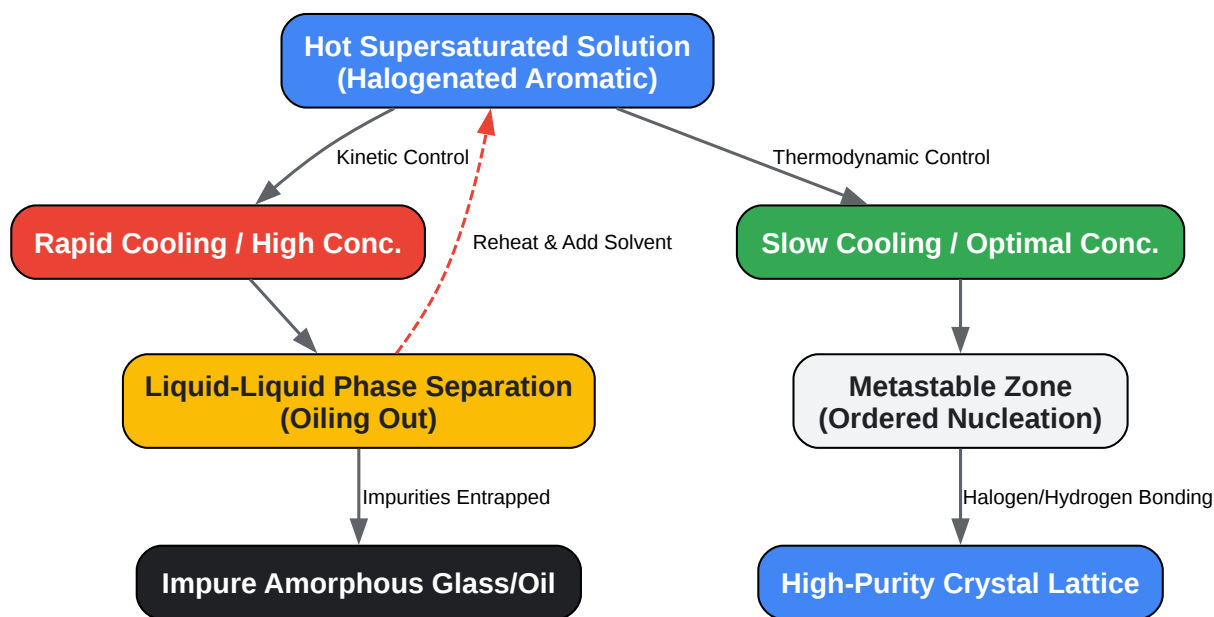 Hot Supersaturated Solution
(Halogenated Aromatic)
Kinetic Control
Thermodynamic Control
Rapid Cooling / High Conc.
Reheat & Add Solvent
Slow Cooling / Optimal Conc.
Liquid-Liquid Phase Separation
(Oiling Out)
Metastable Zone
(Ordered Nucleation)
Impurities Entrapped
Halogen/Hydrogen Bonding
Impure Amorphous Glass/Oil
High-Purity Crystal Lattice